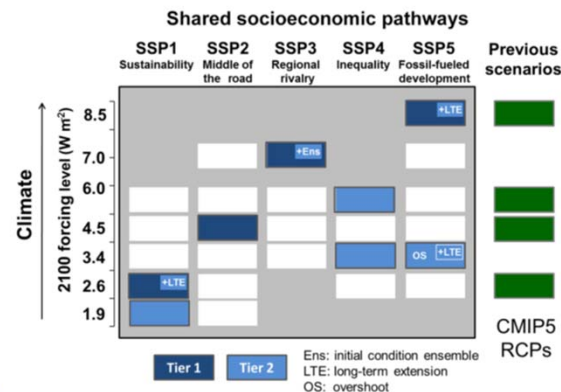 Shared socioeconomic pathways
SSP1 SSP2 SSP3 SSP4 SSP5 Previous
Sustainability Middle of Regional Inequality Fossil-fueled scenarios
the road rivalry development
Climate
2100 forcing level (W m²)
8.5 +LTE
7.0 +Ens
6.0
4.5
3.4 OS +LTE
2.6 +LTE
1.9
CMIP5
RCPs
Tier 1 Tier 2
Ens: initial condition ensemble
LTE: long-term extension
OS: overshoot